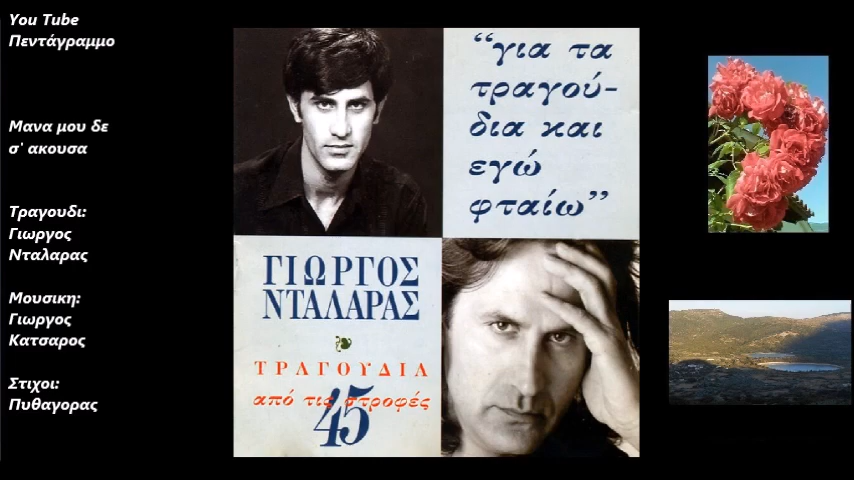 You Tube
Πεντάγραμμο
Μανα μου δε
σ' ακουσα
Τραγουδι:
Γιωργος
Νταλαρας
Μουσικη:
Γιωργος
Κατσαρος
Στιχοι:
Πυθαγορας
“για τα
τραγού-
δια και
εγώ
φταίω”
ΓΙΩΡΓΟΣ
ΝΤΑΛΑΡΑΣ
ΤΡΑΓΟΥΔΙΑ
από τις στροφές
45